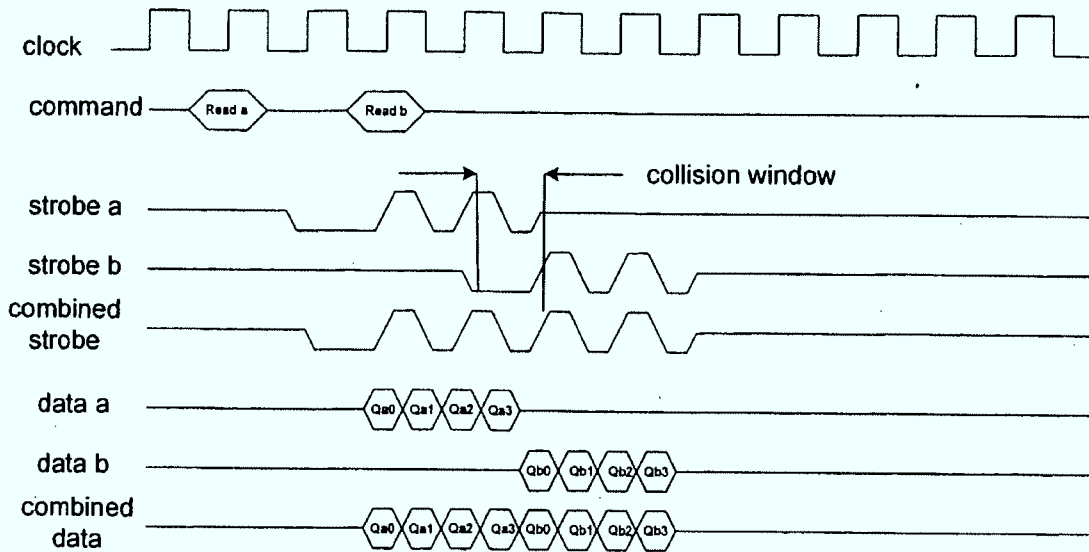 clock
command
Read a
Read b
collision window
strobe a
strobe b
combined
strobe
data a
Qa0 Qa1 Qa2 Qa3
data b
Qb0 Qb1 Qb2 Qb3
combined
data
Qa0 Qa1 Qa2 Qa3 Qb0 Qb1 Qb2 Qb3